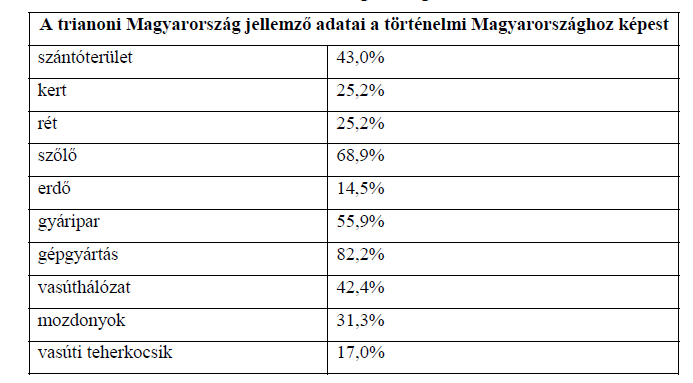 A trianoni Magyarország jellemző adatai a történelmi Magyarországhoz képest
szántóterület 43,0%
kert 25,2%
rét 25,2%
szőlő 68,9%
erdő 14,5%
gyáripar 55,9%
gépgyártás 82,2%
vasúthálózat 42,4%
mozdonyok 31,3%
vasúti teherkocsik 17,0%